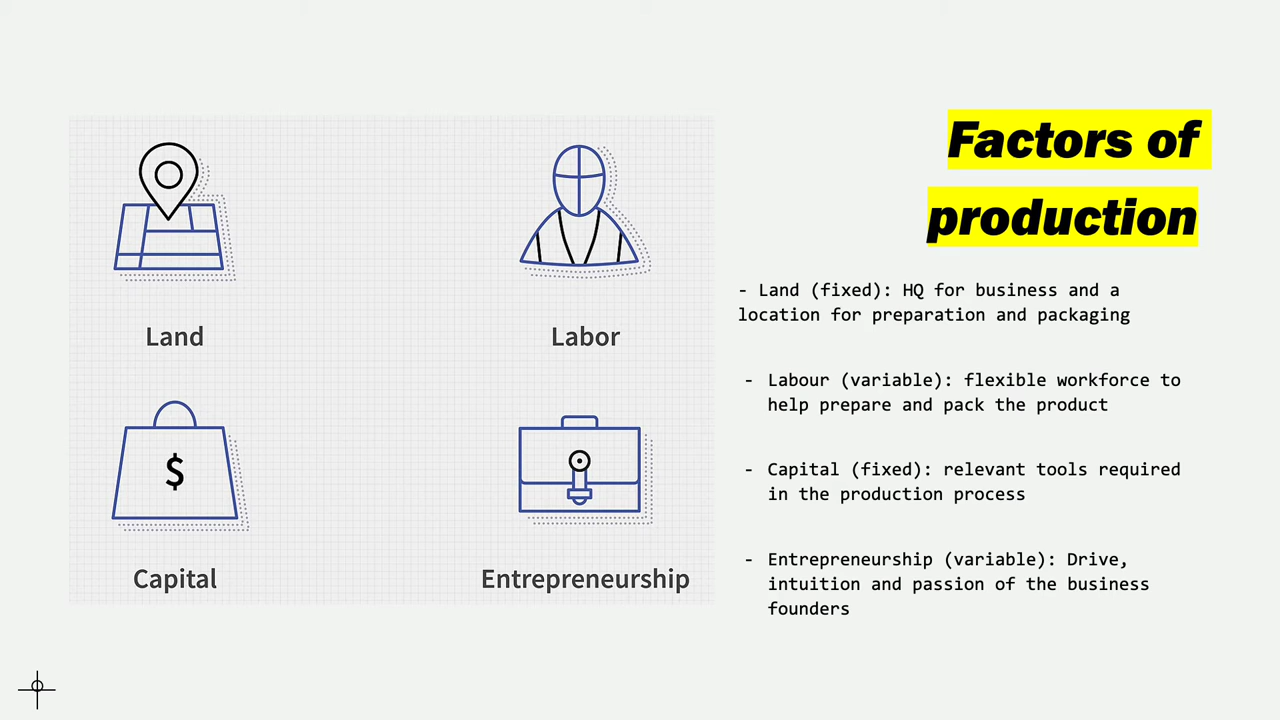 Factors of
production
Land
Labor
$
Capital
Entrepreneurship
- Land (fixed): HQ for business and a
location for preparation and packaging
- Labour (variable): flexible workforce to
help prepare and pack the product
- Capital (fixed): relevant tools required
in the production process
- Entrepreneurship (variable): Drive,
intuition and passion of the business
founders